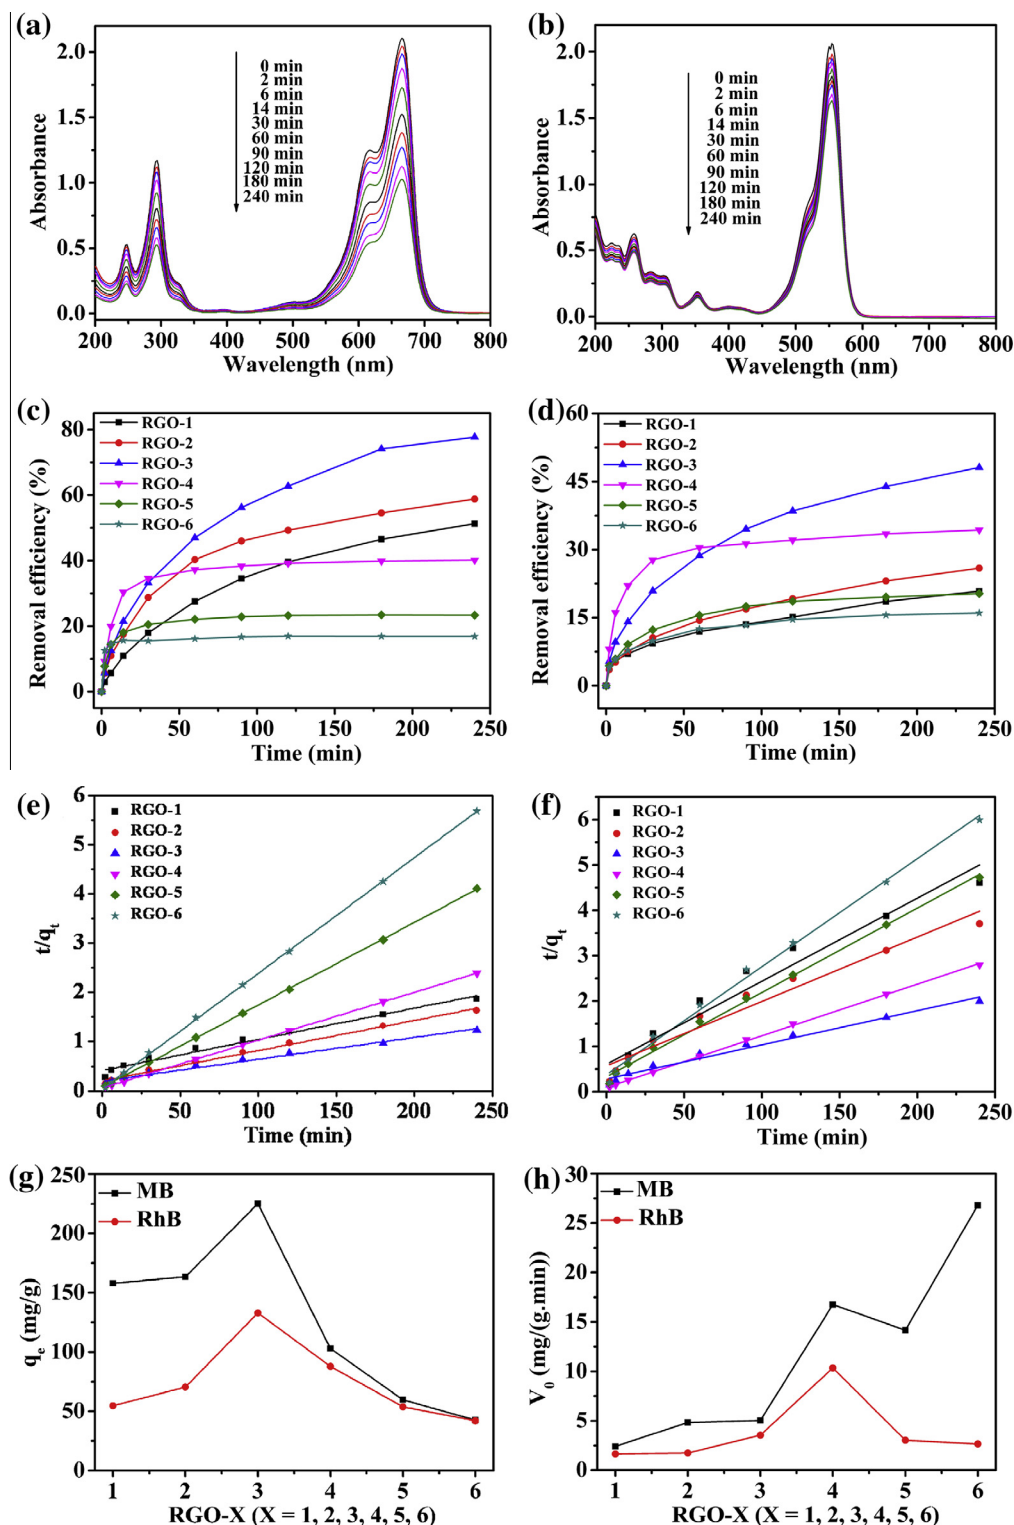 (a)
2.0
1.5
1.0
0.5
0.0
Absorbance
0 min
2 min
6 min
14 min
30 min
60 min
90 min
120 min
180 min
240 min
200 300 400 500 600 700 800
Wavelength (nm)
(b)
2.0
1.5
1.0
0.5
0.0
Absorbance
0 min
2 min
6 min
14 min
30 min
60 min
90 min
120 min
180 min
240 min
200 300 400 500 600 700 800
Wavelength (nm)
(c)
80
60
40
20
0
Removal efficiency (%)
RGO-1
RGO-2
RGO-3
RGO-4
RGO-5
RGO-6
0 50 100 150 200 250
Time (min)
(d)
60
45
30
15
0
Removal efficiency (%)
RGO-1
RGO-2
RGO-3
RGO-4
RGO-5
RGO-6
0 50 100 150 200 250
Time (min)
(e)
6
5
4
3
2
1
0
t/qt
RGO-1
RGO-2
RGO-3
RGO-4
RGO-5
RGO-6
0 50 100 150 200 250
Time (min)
(f)
6
5
4
3
2
1
0
t/qt
RGO-1
RGO-2
RGO-3
RGO-4
RGO-5
RGO-6
0 50 100 150 200 250
Time (min)
(g)
250
200
150
100
50
0
qe (mg/g)
MB
RhB
1 2 3 4 5 6
RGO-X (X = 1, 2, 3, 4, 5, 6)
(h)
30
25
20
15
10
5
0
V0 (mg/(g.min)
MB
RhB
1 2 3 4 5 6
RGO-X (X = 1, 2, 3, 4, 5, 6)